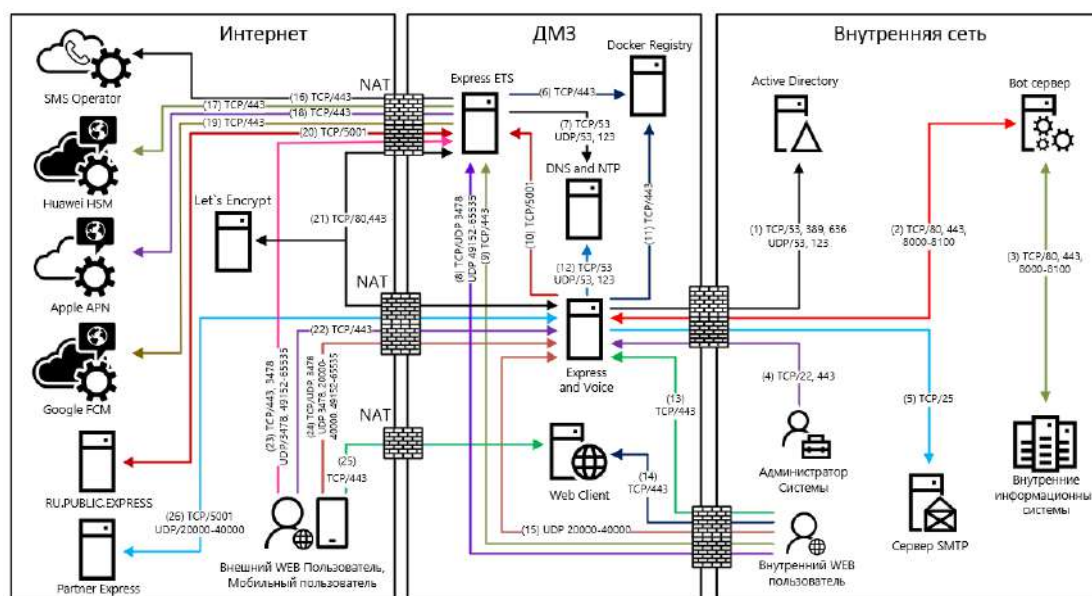 Интернет
ДМЗ
Внутренняя сеть
SMS Operator
Huawei HSM
Apple APN
Google FCM
RU.PUBLIC.EXPRESS
Partner Express
Let`s Encrypt
NAT
(16) TCP/443
(17) TCP/443
(18) TCP/443
(19) TCP/443
(20) TCP/5001
(21) TCP/80,443
NAT
(22) TCP/443
(23) TCP/443, 3478
UDP/3478, 49152-65535
(24) TCP/UDP 3478
UDP 3478, 20000-
40000, 49152-65535
NAT
(25)
TCP/443
(26) TCP/5001
UDP/20000-40000
Внешний WEB Пользователь,
Мобильный пользователь
Express ETS
Docker Registry
(6) TCP/443
(7) TCP/53
UDP/53, 123
DNS and NTP
(8) TCP/UDP 3478
UDP 49152-65535
(9) TCP/443
(10) TCP/5001
(11) TCP/443
(12) TCP/53
UDP/53, 123
Express
and Voice
(13)
TCP/443
Web Client
(14)
TCP/443
(15) UDP 20000-40000
Active Directory
Bot сервер
(1) TCP/53, 389, 636
UDP/53, 123
(2) TCP/80, 443,
8000-8100
(3) TCP/80, 443,
8000-8100
(4) TCP/22, 443
(5) TCP/25
Администратор
Системы
Сервер SMTP
Внутренние
информационн
системы
Внутренний WEB
пользователь